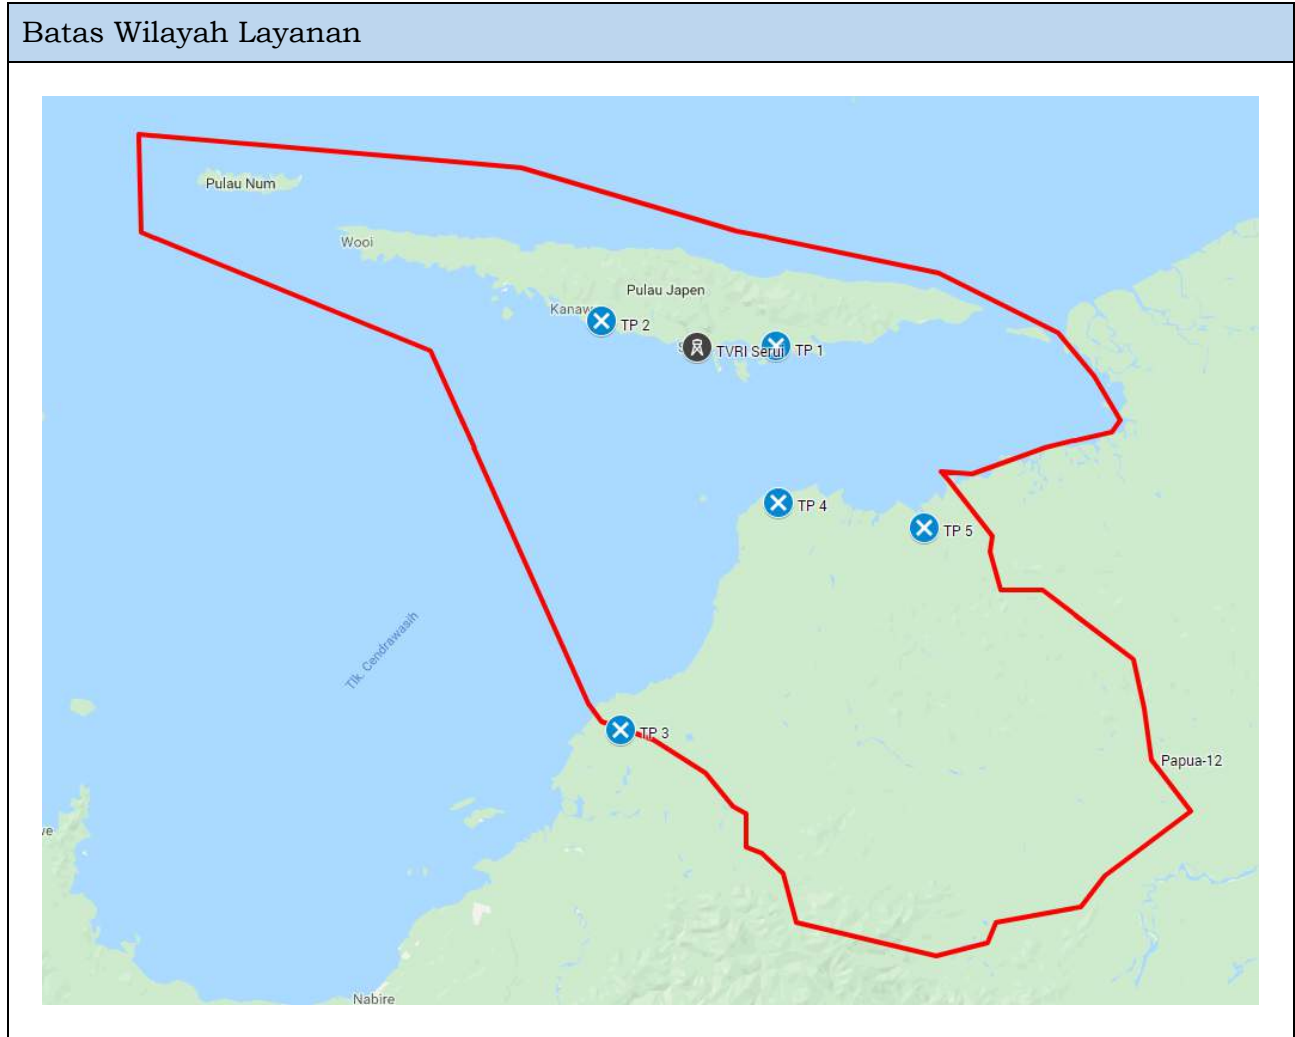 Batas Wilayah Layanan
Pulau Num
Wooi
Pulau Japen
Kanaw
TP 2
TVRI Serui
TP 1
TP 4
TP 5
Tlk. Cendrawasih
TP 3
Papua-12
Nabire